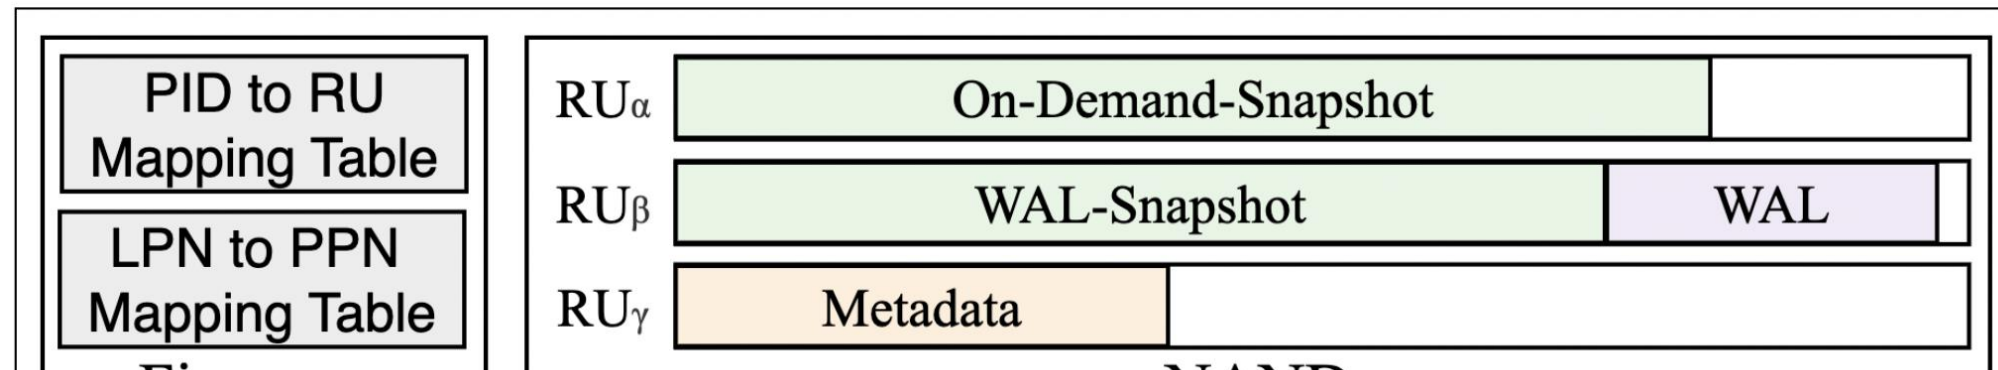 PID to RU
Mapping Table
LPN to PPN
Mapping Table
RUα On-Demand-Snapshot
RUβ WAL-Snapshot WAL
RUγ Metadata